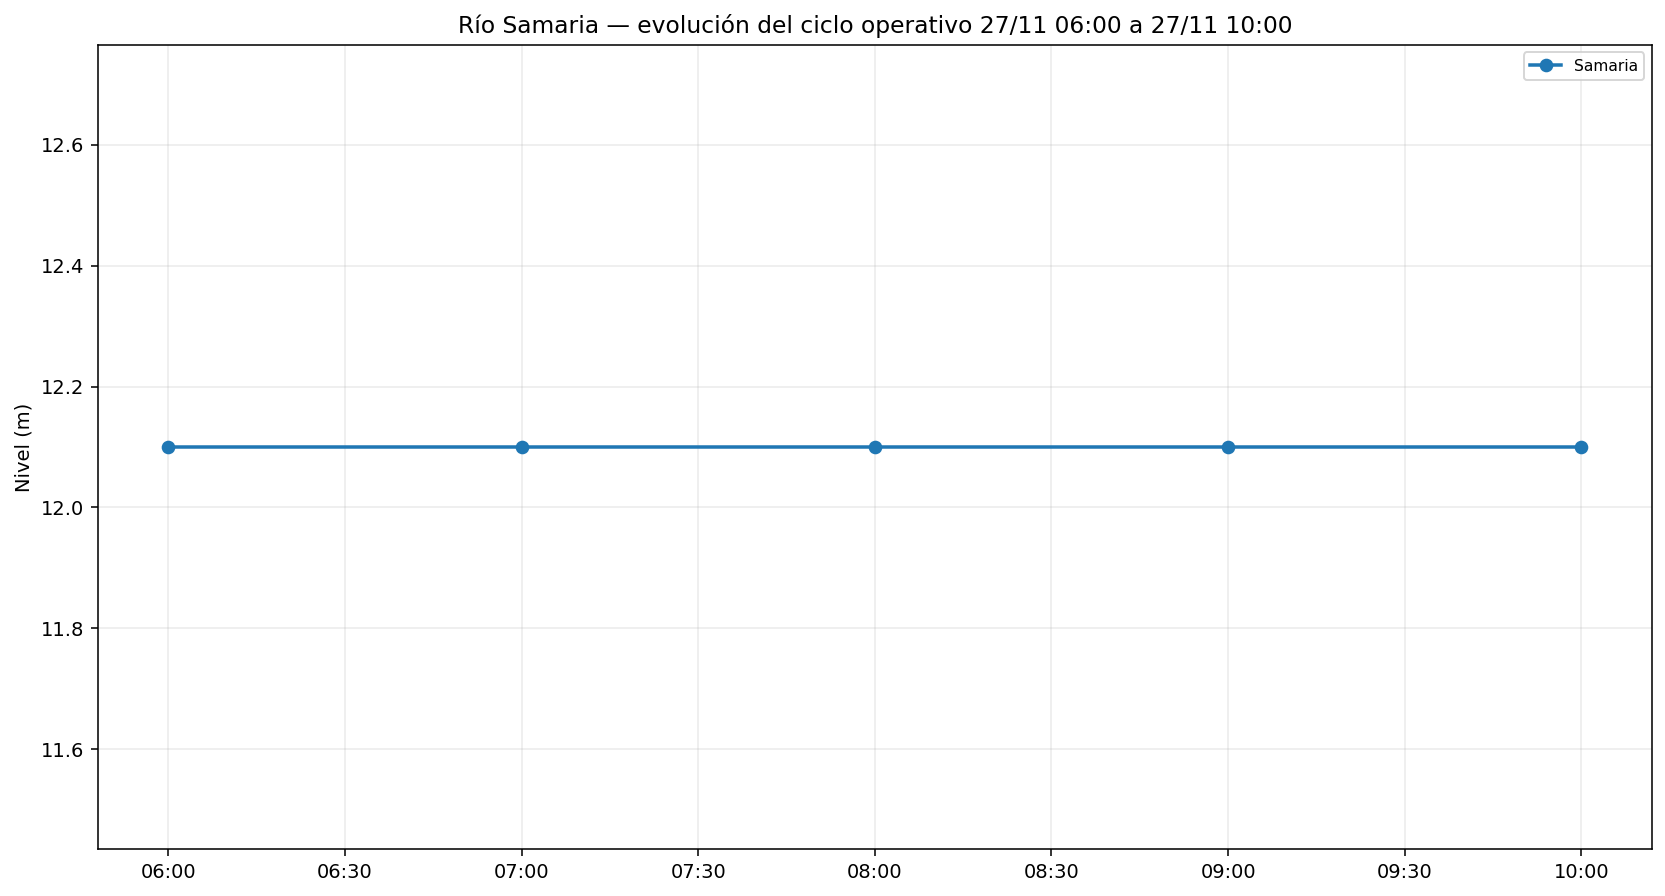 Río Samaria — evolución del ciclo operativo 27/11 06:00 a 27/11 10:00
Samaria
Nivel (m)
12.6
12.4
12.2
12.0
11.8
11.6
06:00 06:30 07:00 07:30 08:00 08:30 09:00 09:30 10:00